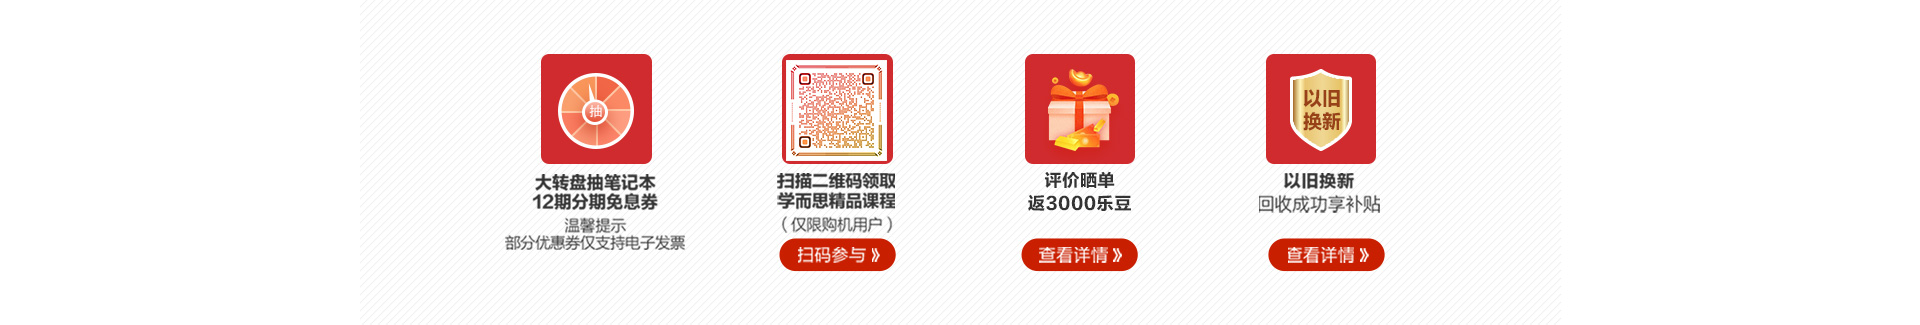 抽
大转盘抽笔记本
12期分期免息券
温馨提示
部分优惠券仅支持电子发票
扫描二维码领取
学而思精品课程
（仅限购机用户）
扫码参与 》
评价晒单
返3000乐豆
查看详情 》
以旧
换新
以旧换新
回收成功享补贴
查看详情 》